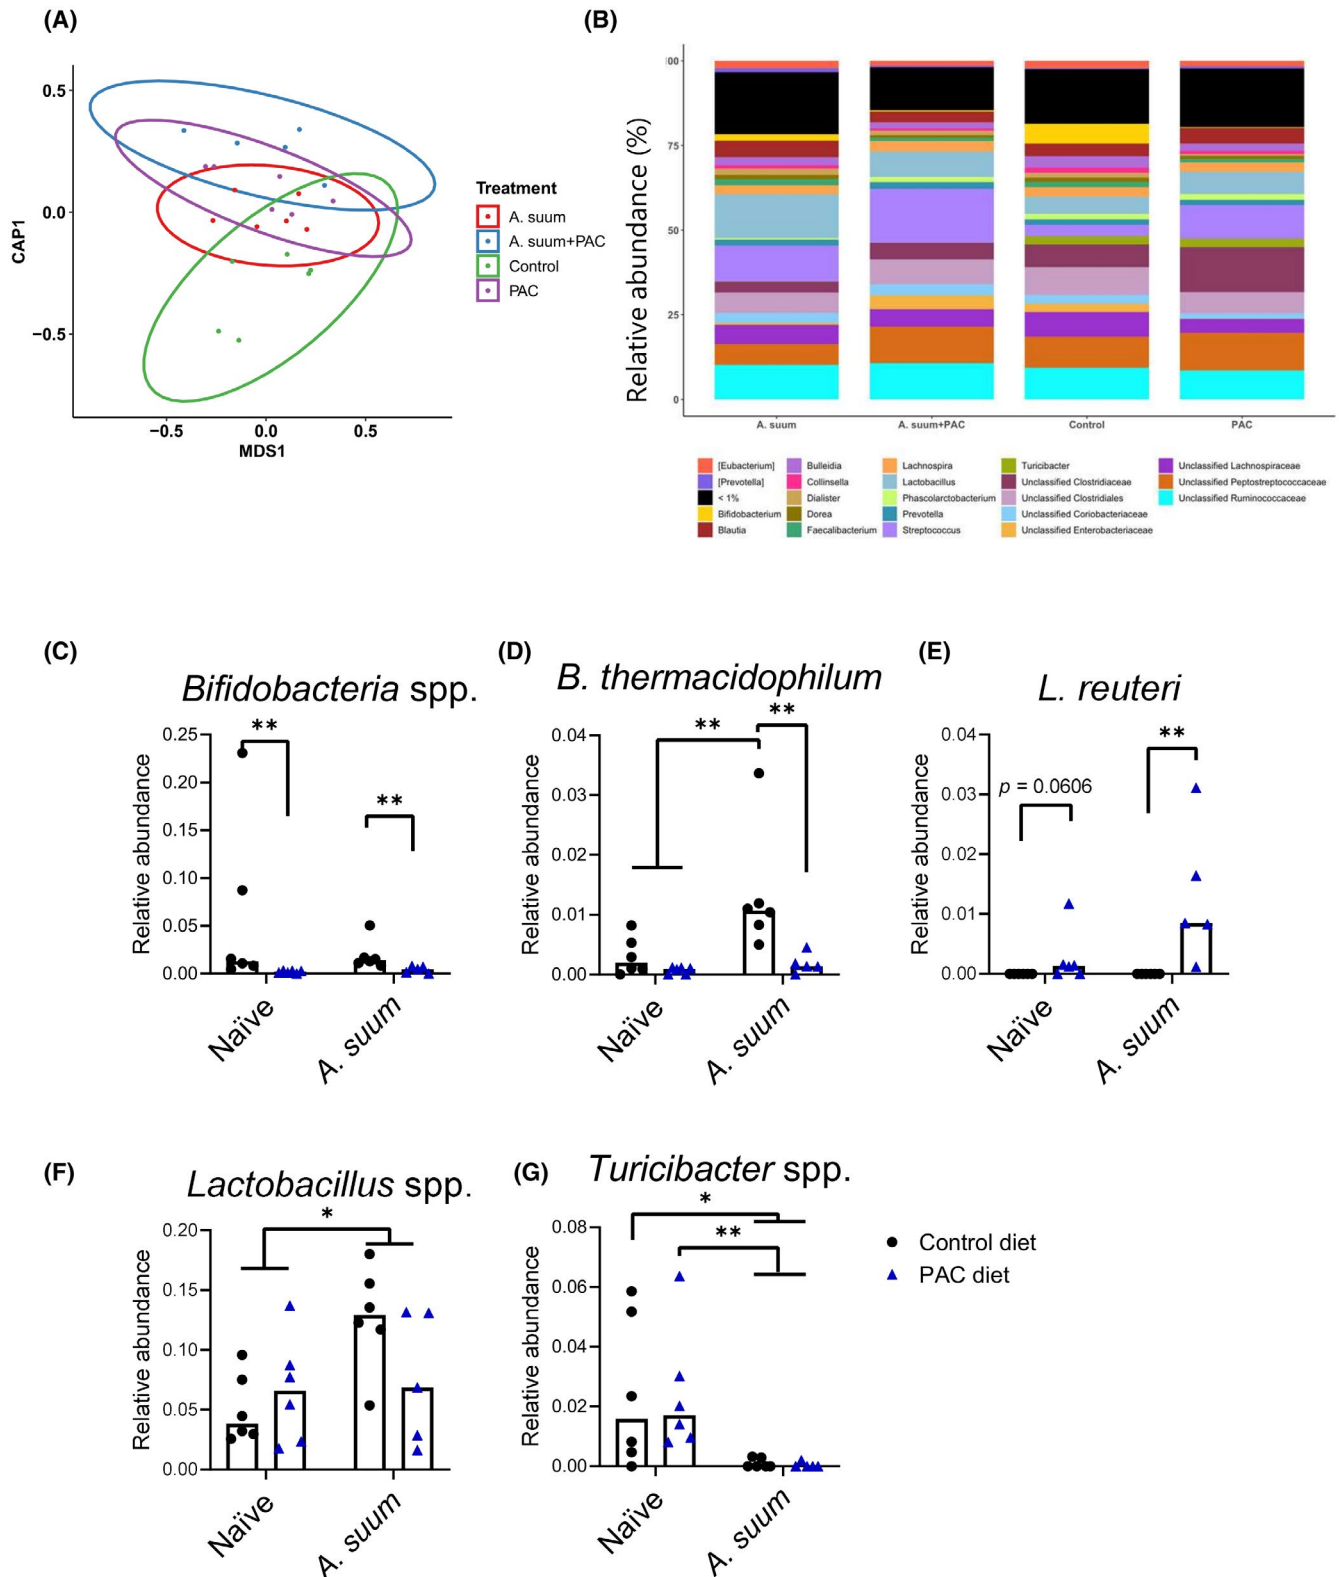 (A)
CAP1
0.5
0.0
−0.5
−0.5
0.0
0.5
MDS1
Treatment
A. suum
A. suum+PAC
Control
PAC
(B)
Relative abundance (%)
100
75
50
25
0
A. suum
A. suum+PAC
Control
PAC
[Eubacterium]
[Prevotella]
< 1%
Bifidobacterium
Blautia
Bulleidia
Collinsella
Dialister
Dorea
Faecalibacterium
Lachnospira
Lactobacillus
Phascolarctobacterium
Prevotella
Streptococcus
Turicibacter
Unclassified Clostridiaceae
Unclassified Clostridiales
Unclassified Coriobacteriaceae
Unclassified Enterobacteriaceae
Unclassified Lachnospiraceae
Unclassified Peptostreptococcaceae
Unclassified Ruminococcaceae
(C)
Bifidobacteria spp.
Relative abundance
0.25
0.20
0.15
0.10
0.05
0.00
**
**
Naïve
A. suum
(D)
B. thermacidophilum
Relative abundance
0.04
0.03
0.02
0.01
0.00
**
**
Naïve
A. suum
(E)
L. reuteri
Relative abundance
0.04
0.03
0.02
0.01
0.00
p = 0.0606
**
Naïve
A. suum
(F)
Lactobacillus spp.
Relative abundance
0.20
0.15
0.10
0.05
0.00
*
Naïve
A. suum
(G)
Turicibacter spp.
Relative abundance
0.08
0.06
0.04
0.02
0.00
*
**
Naïve
A. suum
Control diet
PAC diet